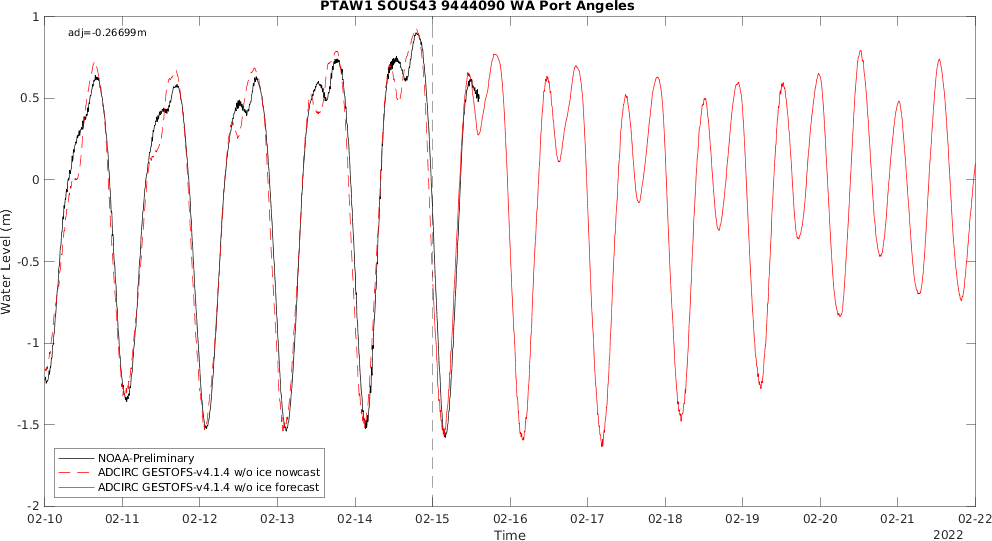 PTAW1 SOUS43 9444090 WA Port Angeles
adj=-0.26699m
Water Level (m)
1
0.5
0
-0.5
-1
-1.5
-2
NOAA-Preliminary
ADCIRC GESTOFS-v4.1.4 w/o ice nowcast
ADCIRC GESTOFS-v4.1.4 w/o ice forecast
02-10 02-11 02-12 02-13 02-14 02-15 02-16 02-17 02-18 02-19 02-20 02-21 02-22
Time
2022